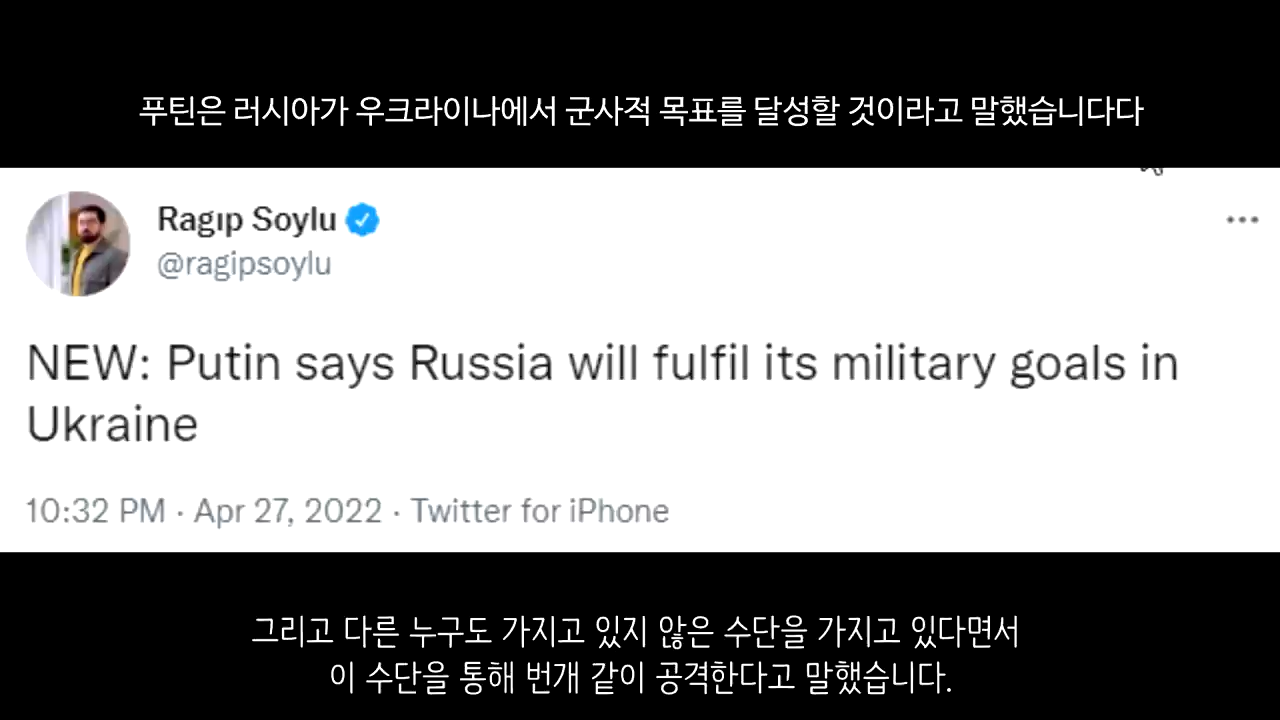 푸틴은 러시아가 우크라이나에서 군사적 목표를 달성할 것이라고 말했습니다다
Ragıp Soylu
@ragipsoylu
NEW: Putin says Russia will fulfil its military goals in
Ukraine
10:32 PM · Apr 27, 2022 · Twitter for iPhone
그리고 다른 누구도 가지고 있지 않은 수단을 가지고 있다면서
이 수단을 통해 번개 같이 공격한다고 말했습니다.